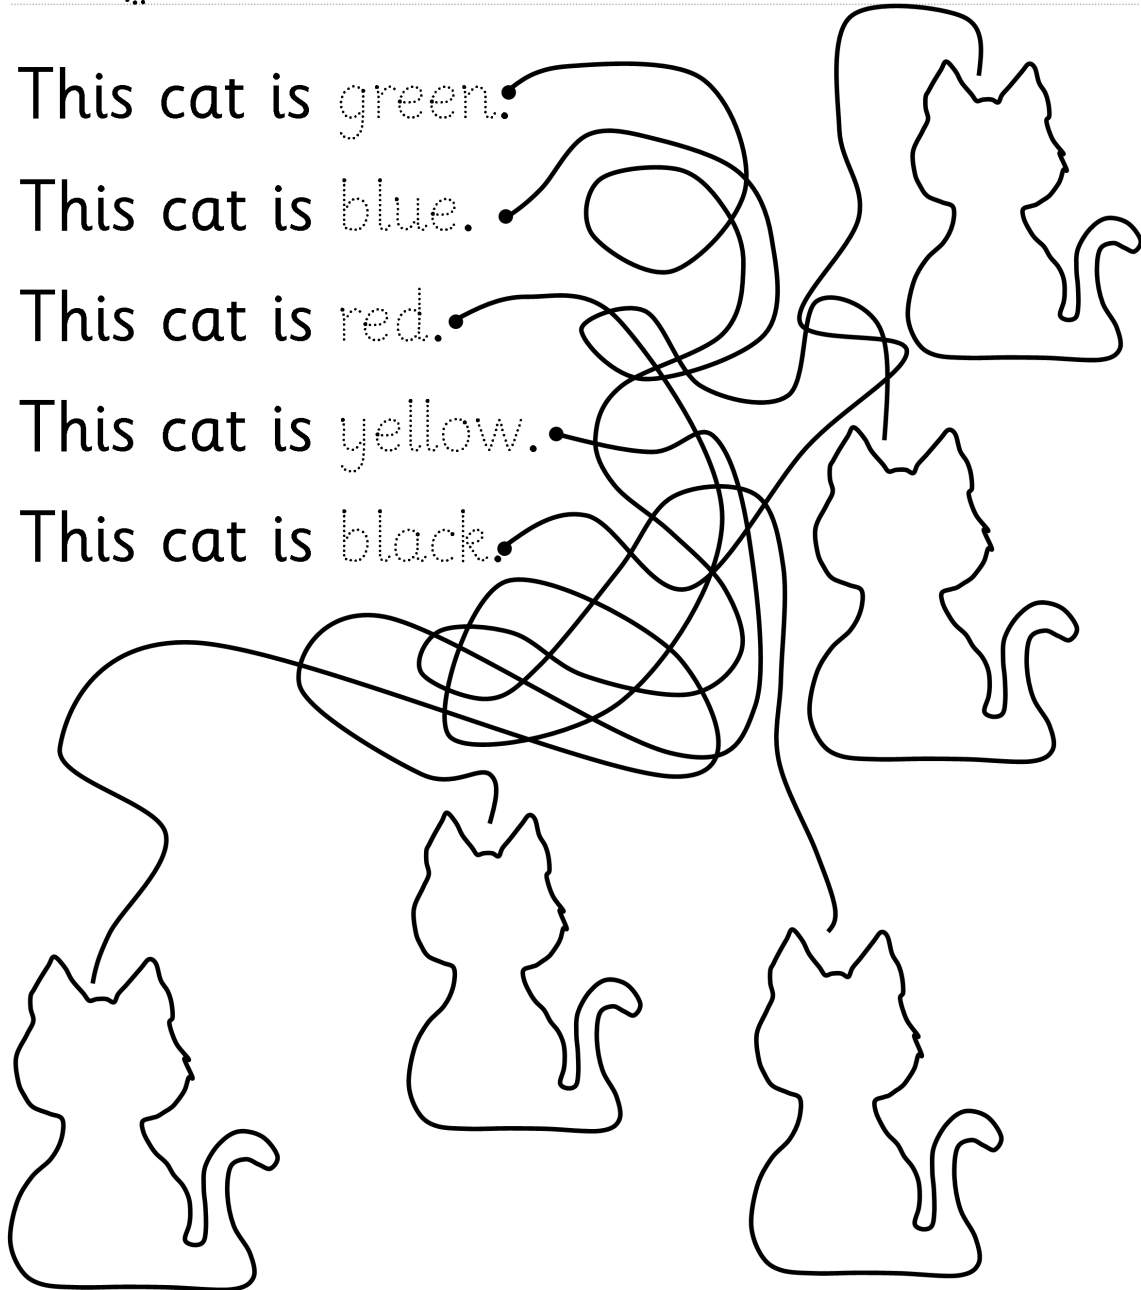 This cat is green.
This cat is blue.
This cat is red.
This cat is yellow.
This cat is black.